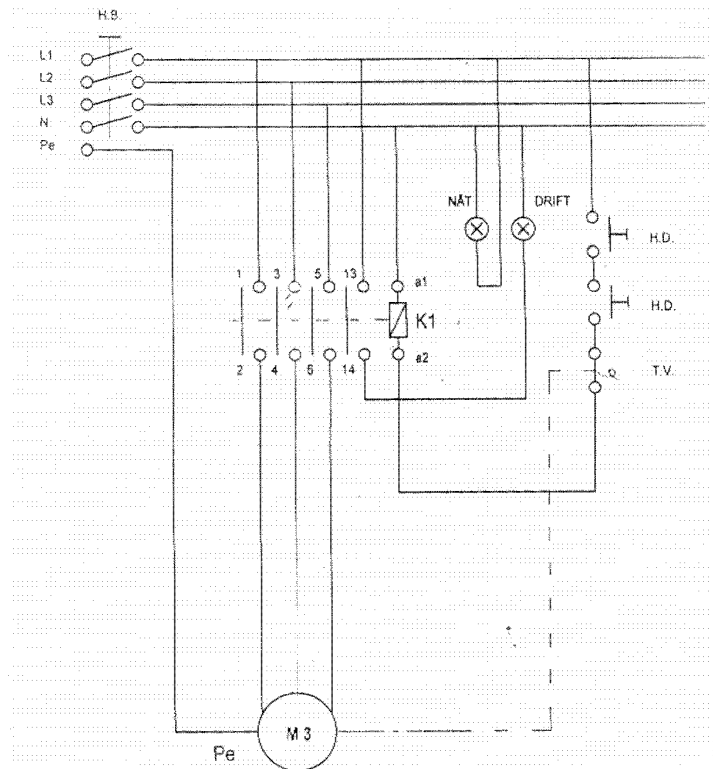 H.B.
L1
L2
L3
N
Pe
NÄT DRIFT
H.D.
1 3 5 13 a1
H.D.
K1
2 4 6 14 a2
T.V.
M 3
Pe